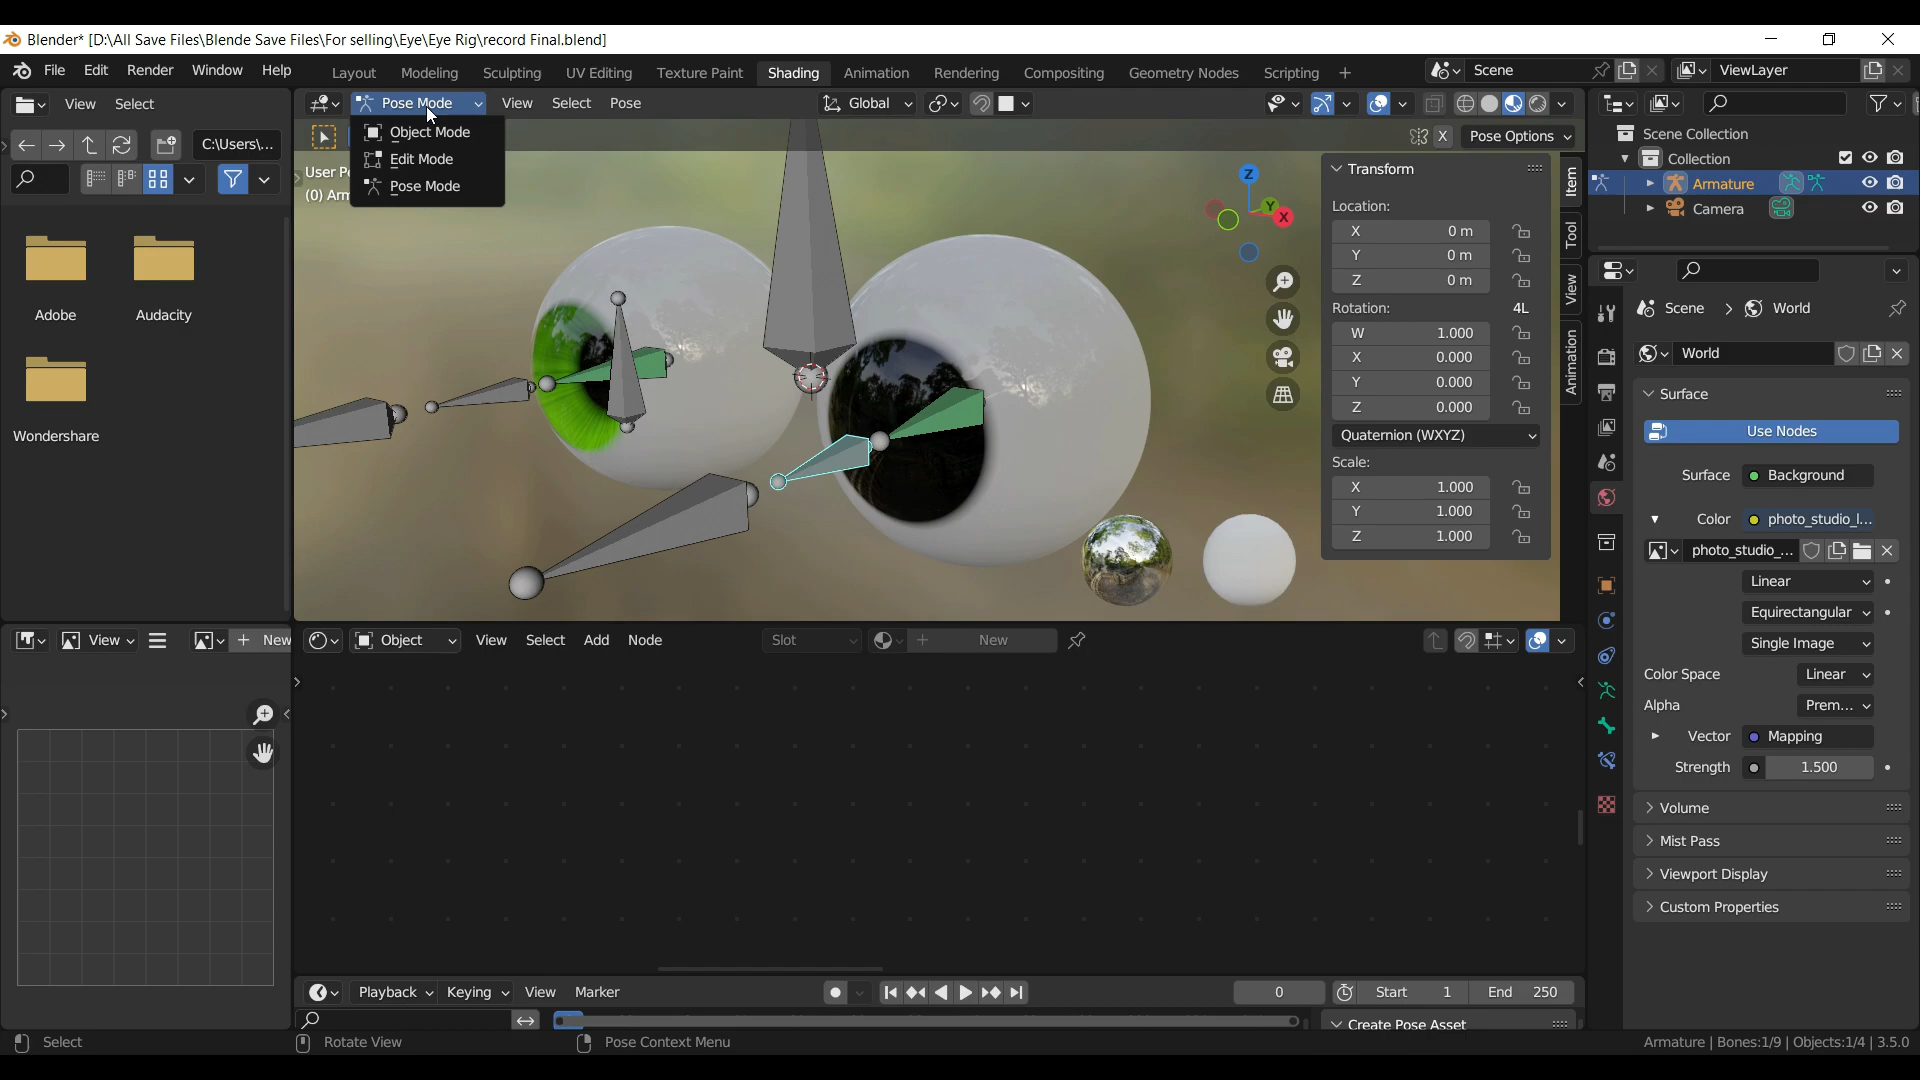 Blender* [D:\All Save Files\Blende Save Files\For selling\Eye\Eye Rig\record Final.blend]
File Edit Render Window Help Layout Modeling Sculpting UV Editing Texture Paint Shading Animation Rendering Compositing Geometry Nodes Scripting + Scene ViewLayer
View Select Pose Mode View Select Pose Global
Object Mode
Edit Mode
Pose Mode
C:\Users\...
X Pose Options
User Pe
(0) Arm
Adobe
Audacity
Wondershare
Z
Y
X
Transform
Location:
X 0 m
Y 0 m
Z 0 m
Rotation: 4L
W 1.000
X 0.000
Y 0.000
Z 0.000
Quaternion (WXYZ)
Scale:
X 1.000
Y 1.000
Z 1.000
Item
Tool
View
Animation
Scene Collection
Collection
Armature
Camera
Scene > World
World
Surface
Use Nodes
Surface Background
Color photo_studio_l...
photo_studio_...
Linear
Equirectangular
Single Image
Color Space Linear
Alpha Prem...
Vector Mapping
Strength 1.500
Volume
Mist Pass
Viewport Display
Custom Properties
View + New
Object View Select Add Node Slot + New
Playback Keying View Marker 0 Start 1 End 250
Create Pose Asset
Select Rotate View Pose Context Menu Armature | Bones:1/9 | Objects:1/4 | 3.5.0